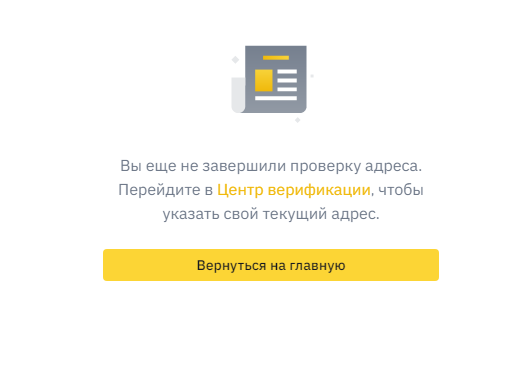 Вы еще не завершили проверку адреса.
Перейдите в Центр верификации, чтобы
указать свой текущий адрес.
Вернуться на главную